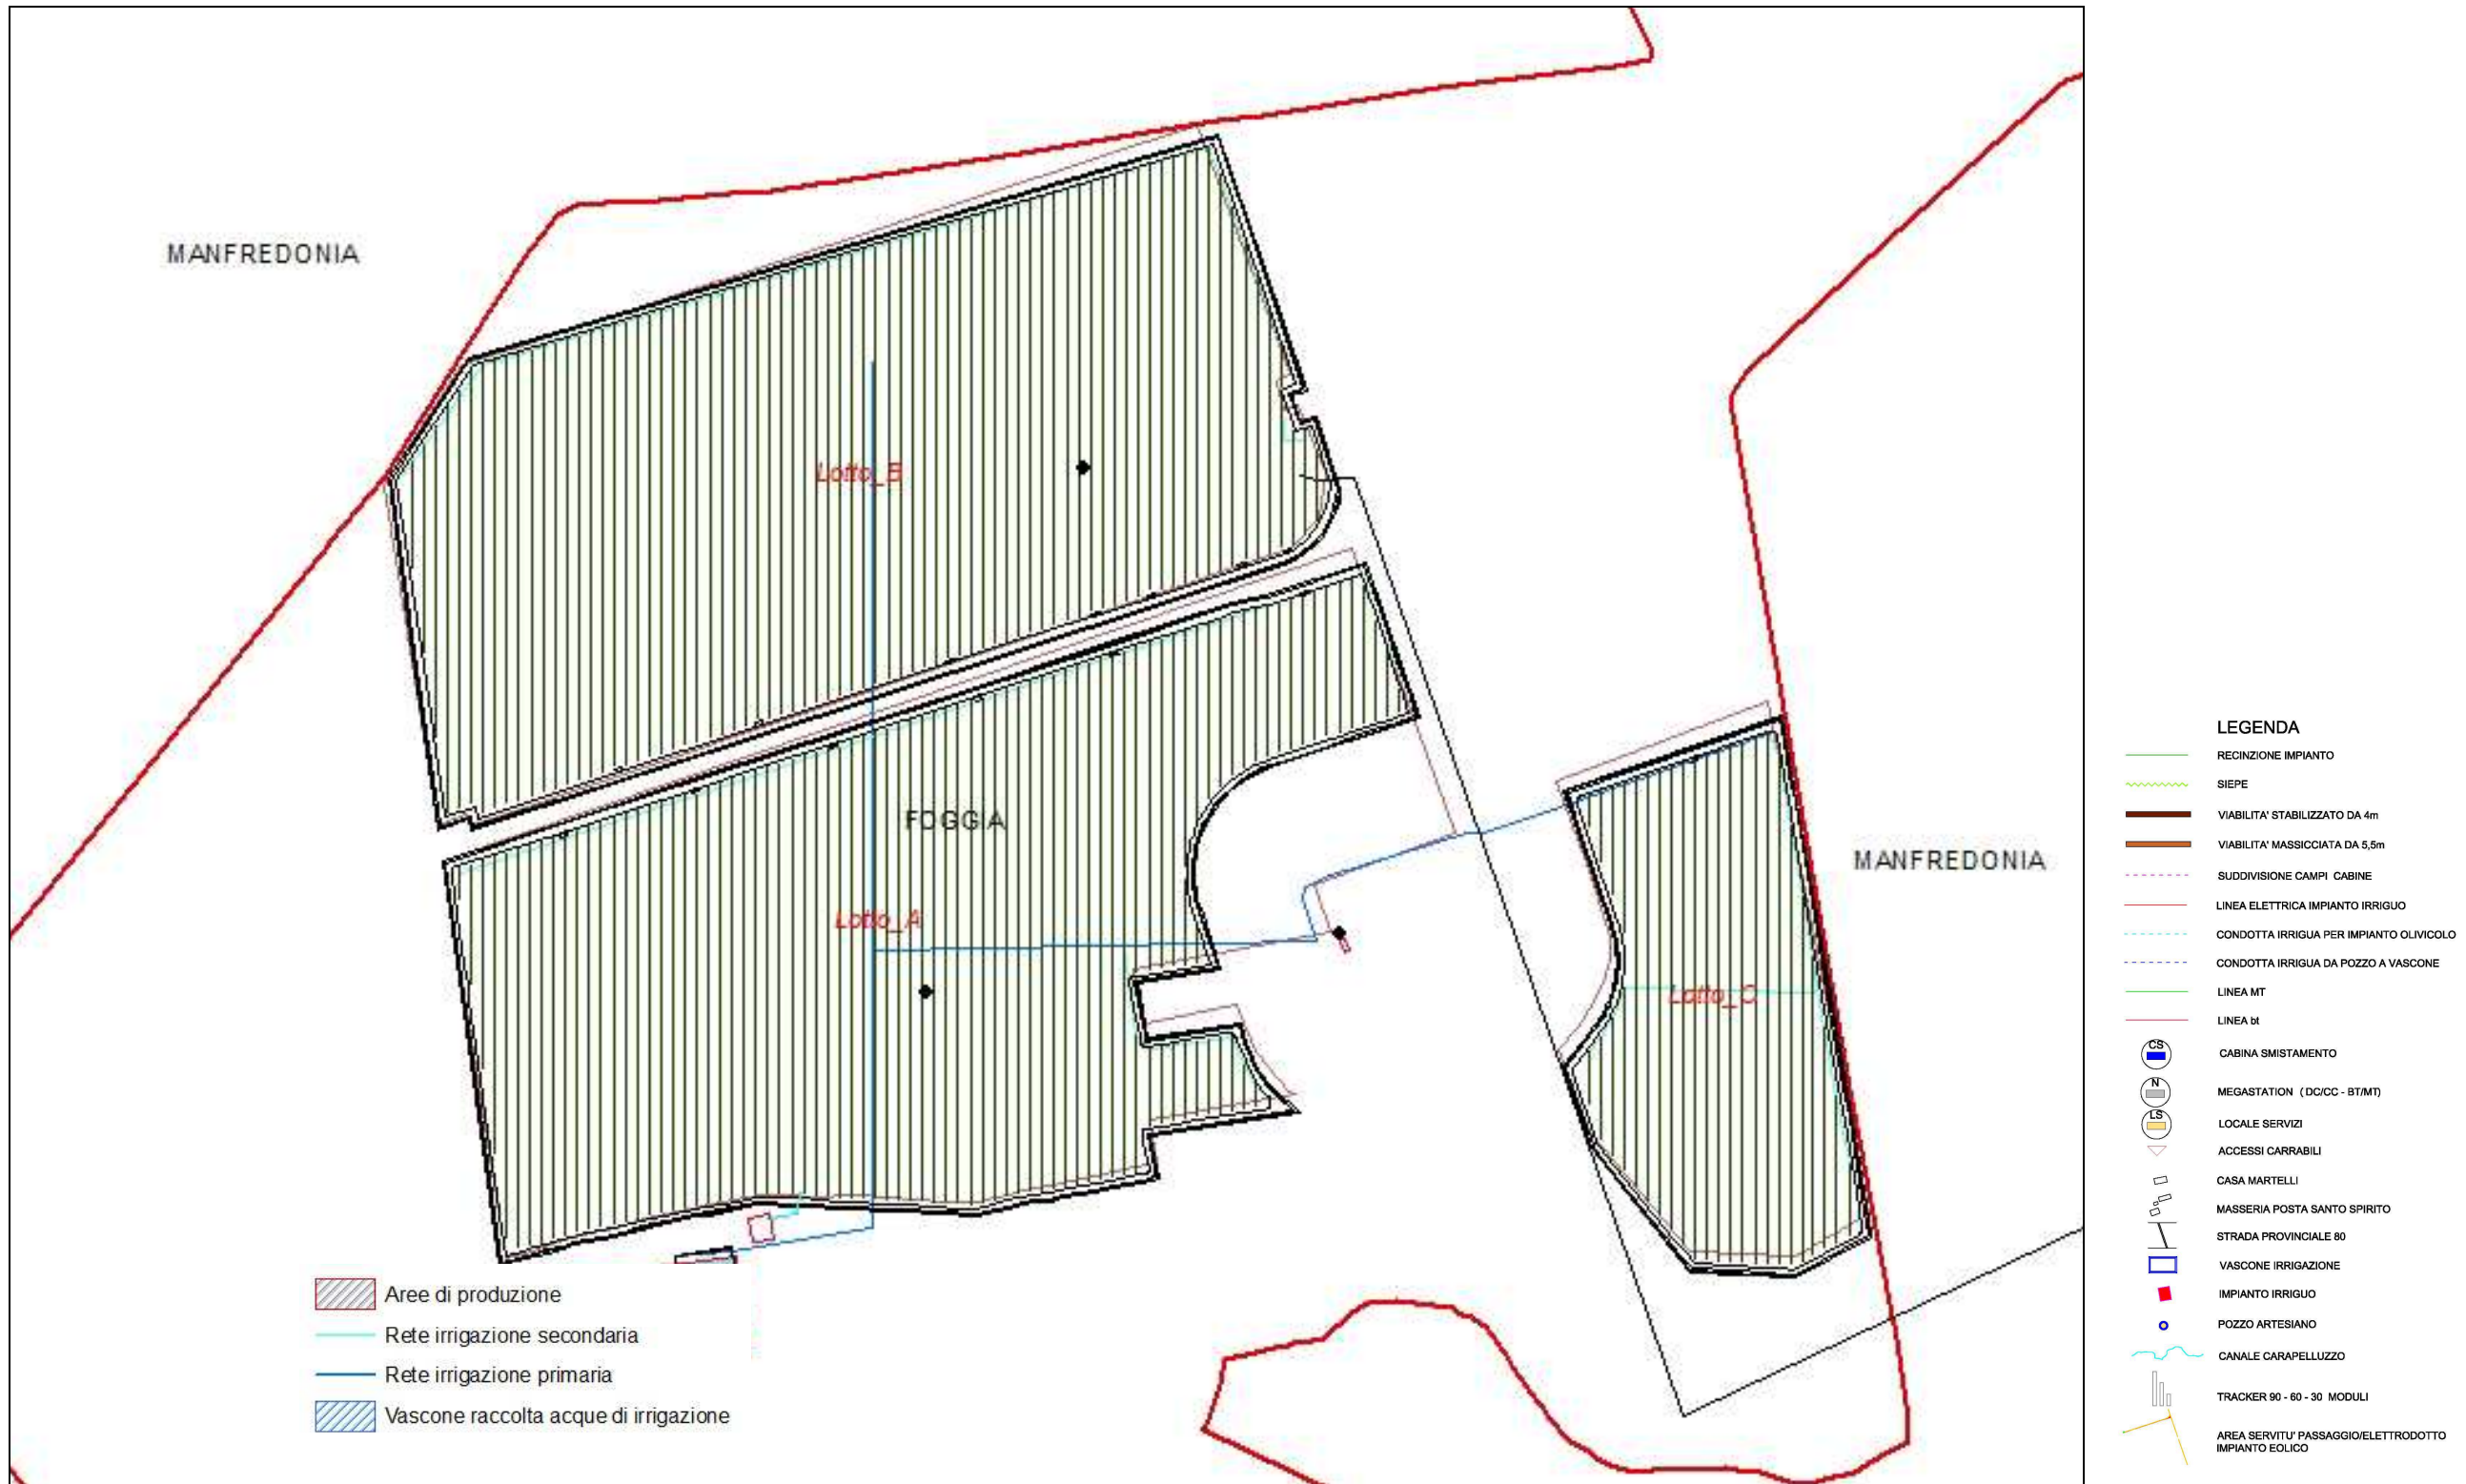 MANFREDONIA
Lotto_B
FOGGIA
Lotto_A
MANFREDONIA
Lotto_C
Aree di produzione
Rete irrigazione secondaria
Rete irrigazione primaria
Vascone raccolta acque di irrigazione
LEGENDA
RECINZIONE IMPIANTO
SIEPE
VIABILITA' STABILIZZATO DA 4m
VIABILITA' MASSICCIATA DA 5,5m
SUDDIVISIONE CAMPI CABINE
LINEA ELETTRICA IMPIANTO IRRIGUO
CONDOTTA IRRIGUA PER IMPIANTO OLIVICOLO
CONDOTTA IRRIGUA DA POZZO A VASCONE
LINEA MT
LINEA bt
CS
CABINA SMISTAMENTO
N
MEGASTATION ( DC/CC - BT/MT)
LS
LOCALE SERVIZI
ACCESSI CARRABILI
CASA MARTELLI
MASSERIA POSTA SANTO SPIRITO
STRADA PROVINCIALE 80
VASCONE IRRIGAZIONE
IMPIANTO IRRIGUO
POZZO ARTESIANO
CANALE CARAPELLUZZO
TRACKER 90 - 60 - 30 MODULI
AREA SERVITU' PASSAGGIO/ELETTRODOTTO
IMPIANTO EOLICO